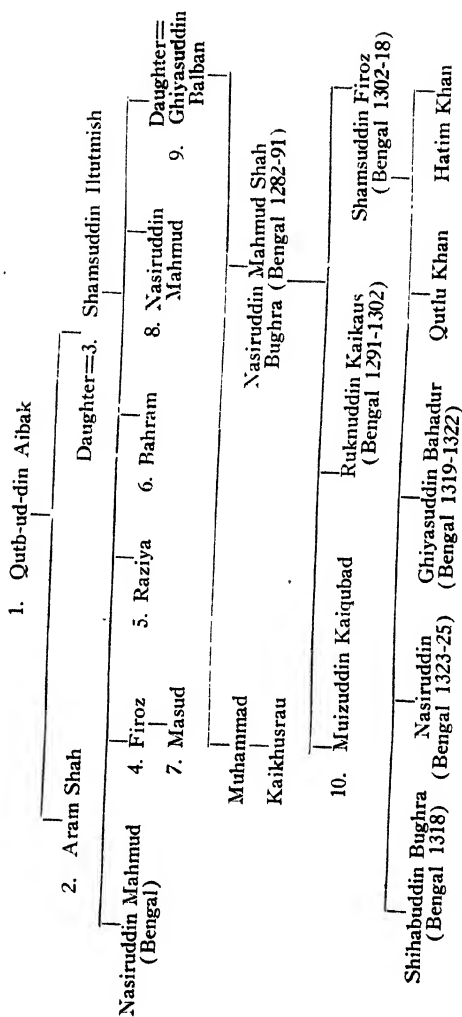 1. Qutb-ud-din Aibak
2. Aram Shah
Daughter=3. Shamsuddin Iltutmish
Nasiruddin Mahmud
(Bengal)
4. Firoz
7. Masud
5. Raziya
6. Bahram
8. Nasiruddin
Mahmud
9. Daughter=
Ghiyasuddin
Balban
Muhammad
Kaikhusrau
Nasiruddin Mahmud Shah
Bughra (Bengal 1282-91)
10. Muizuddin Kaiqubad
Ruknuddin Kaikaus
(Bengal 1291-1302)
Shamsuddin Firoz
(Bengal 1302-18)
Shihabuddin Bughra
(Bengal 1318)
Nasiruddin
(Bengal 1323-25)
Ghiyasuddin Bahadur
(Bengal 1319-1322)
Qutlu Khan
Hatim Khan